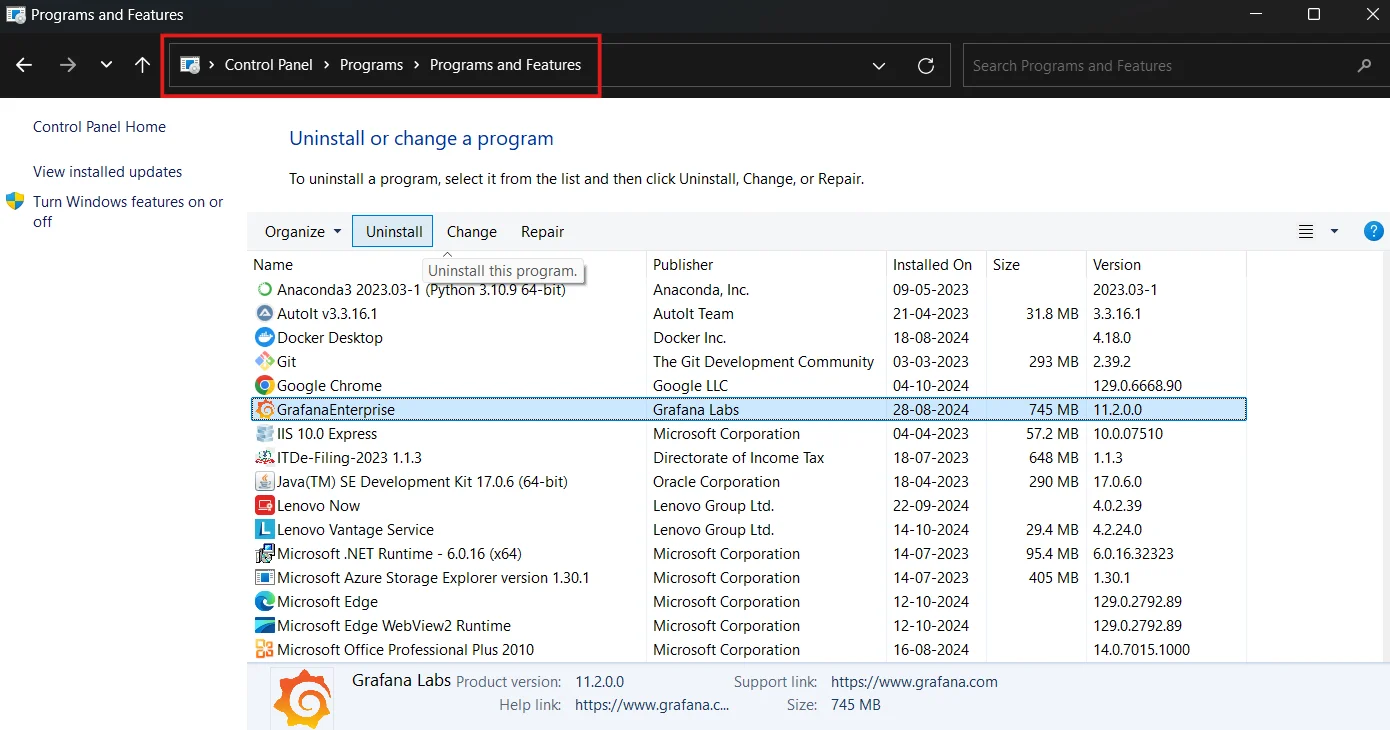 Programs and Features
Control Panel > Programs > Programs and Features
Search Programs and Features
Control Panel Home
View installed updates
Turn Windows features on or
off
Uninstall or change a program
To uninstall a program, select it from the list and then click Uninstall, Change, or Repair.
Organize Uninstall Change Repair ?
Name Publisher Installed On Size Version
Uninstall this program.
Anaconda3 2023.03-1 (Python 3.10.9 64-bit) Anaconda, Inc. 09-05-2023 2023.03-1
AutoIt v3.3.16.1 AutoIt Team 21-04-2023 31.8 MB 3.3.16.1
Docker Desktop Docker Inc. 18-08-2024 4.18.0
Git The Git Development Community 03-03-2023 293 MB 2.39.2
Google Chrome Google LLC 04-10-2024 129.0.6668.90
GrafanaEnterprise Grafana Labs 28-08-2024 745 MB 11.2.0.0
IIS 10.0 Express Microsoft Corporation 04-04-2023 57.2 MB 10.0.07510
ITDe-Filing-2023 1.1.3 Directorate of Income Tax 18-07-2023 648 MB 1.1.3
Java(TM) SE Development Kit 17.0.6 (64-bit) Oracle Corporation 18-04-2023 290 MB 17.0.6.0
Lenovo Now Lenovo Group Ltd. 22-09-2024 4.0.2.39
Lenovo Vantage Service Lenovo Group Ltd. 14-10-2024 29.4 MB 4.2.24.0
Microsoft .NET Runtime - 6.0.16 (x64) Microsoft Corporation 14-07-2023 95.4 MB 6.0.16.32323
Microsoft Azure Storage Explorer version 1.30.1 Microsoft Corporation 14-07-2023 405 MB 1.30.1
Microsoft Edge Microsoft Corporation 12-10-2024 129.0.2792.89
Microsoft Edge WebView2 Runtime Microsoft Corporation 12-10-2024 129.0.2792.89
Microsoft Office Professional Plus 2010 Microsoft Corporation 16-08-2024 14.0.7015.1000
Grafana Labs Product version: 11.2.0.0 Support link: https://www.grafana.com
Help link: https://www.grafana.c... Size: 745 MB